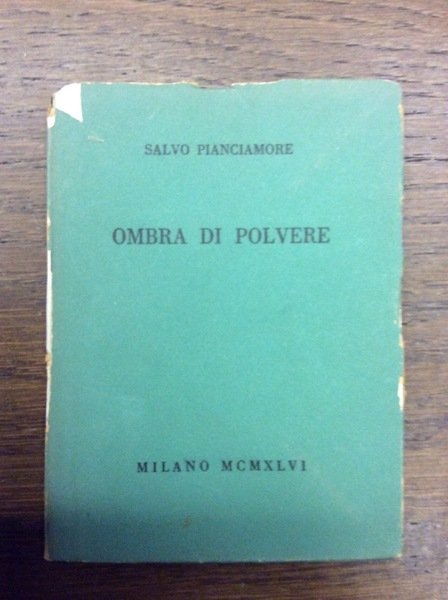 SALVO PIANCIAMORE
OMBRA DI POLVERE
MILANO MCMXLVI